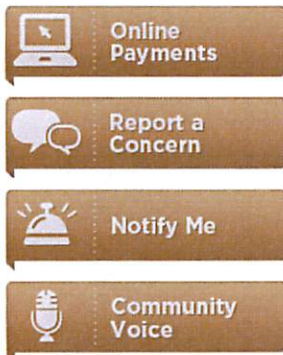 Online
Payments
Report a
Concern
Notify Me
Community
Voice